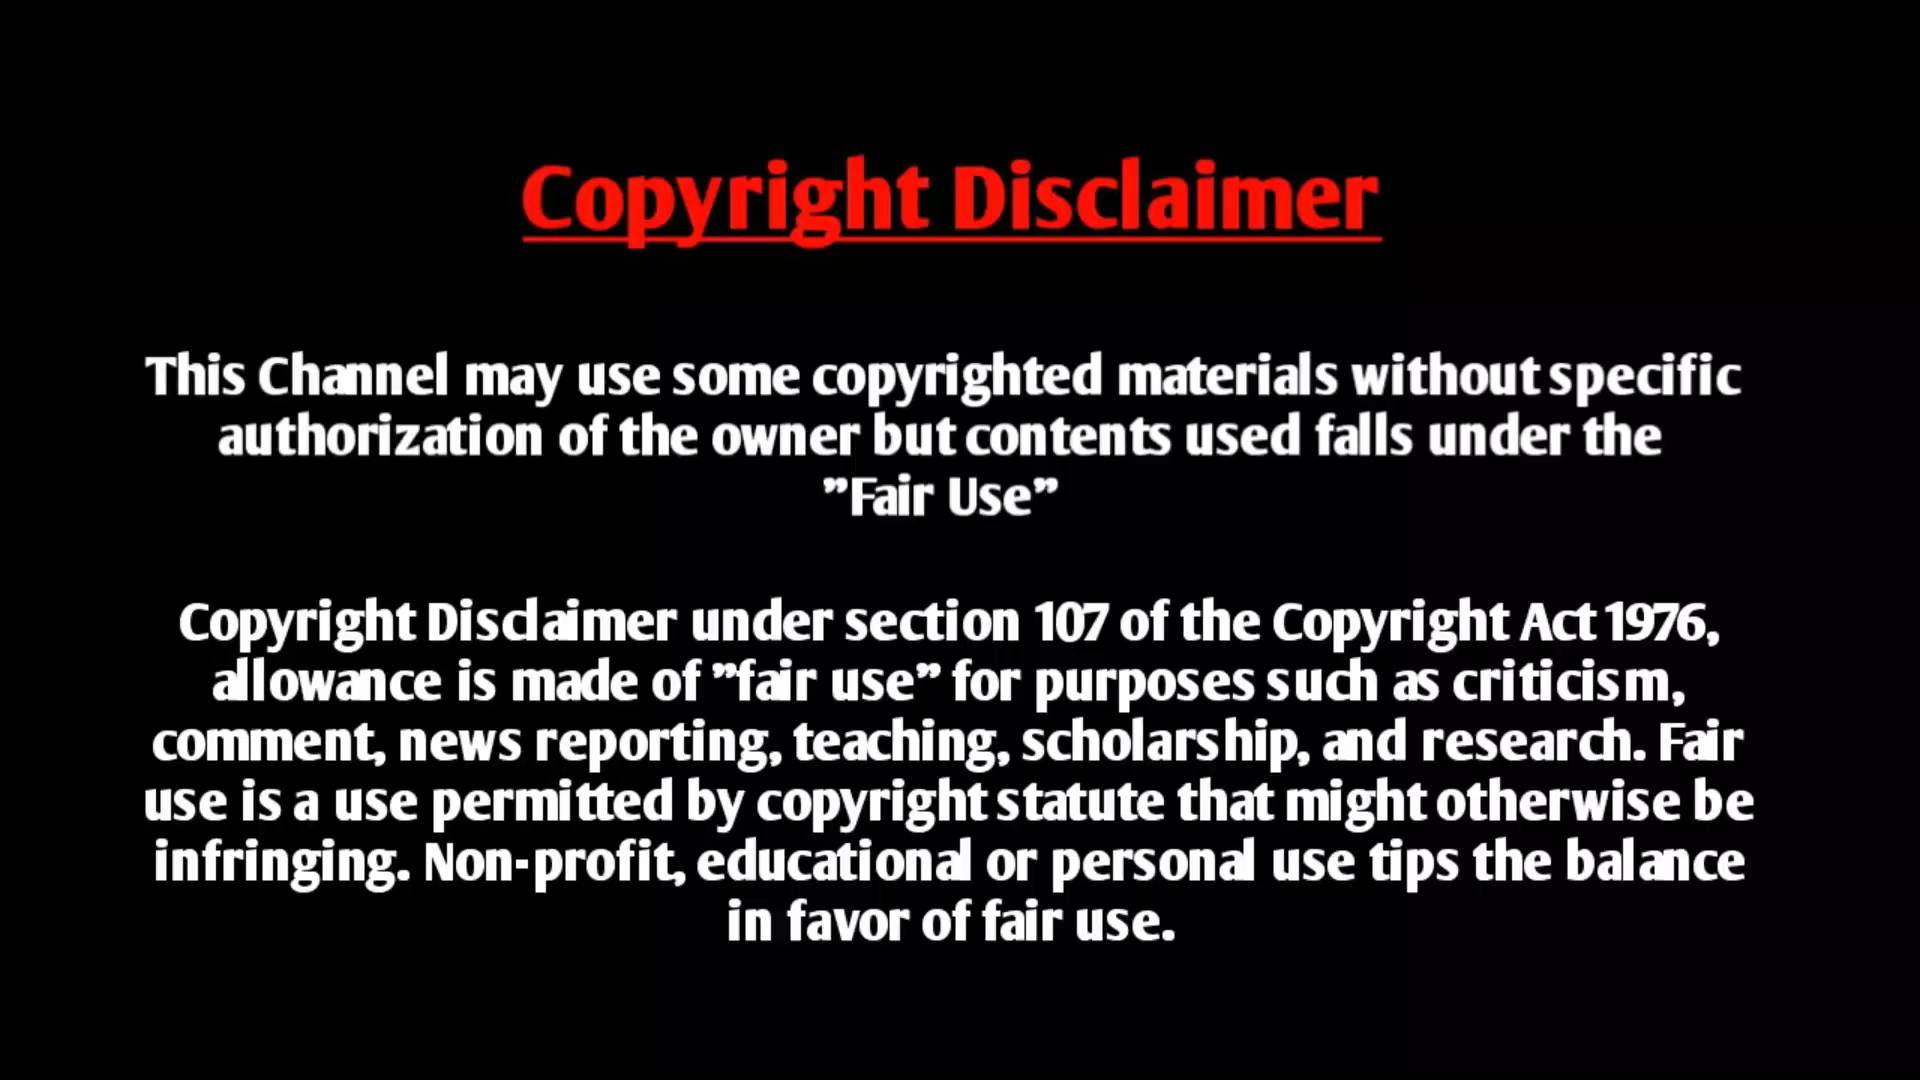 Copyright Disclaimer
This Channel may use some copyrighted materials without specific
authorization of the owner but contents used falls under the
”Fair Use”
Copyright Disclaimer under section 107 of the Copyright Act 1976,
allowance is made of ”fair use” for purposes such as criticism,
comment, news reporting, teaching, scholarship, and research. Fair
use is a use permitted by copyright statute that might otherwise be
infringing. Non-profit, educational or personal use tips the balance
in favor of fair use.